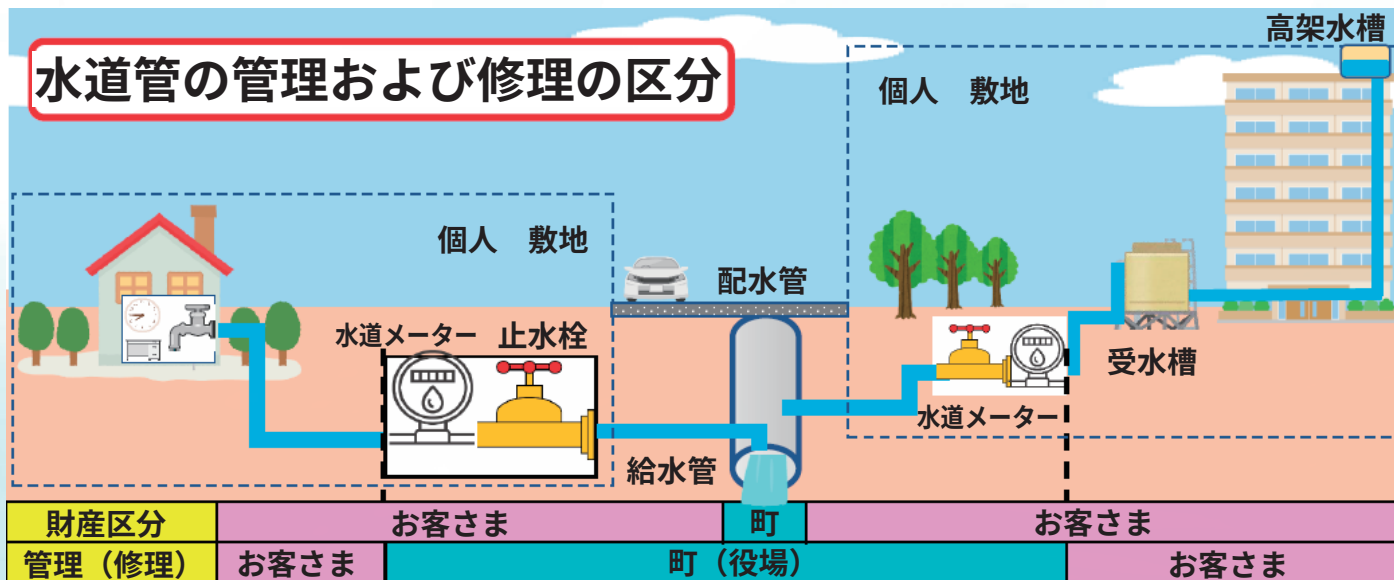 高架水槽
水道管の管理および修理の区分
個人　敷地
個人　敷地
配水管
水道メーター　止水栓
受水槽
水道メーター
給水管
財産区分　お客さま　町　お客さま
管理（修理）　お客さま　町（役場）　お客さま